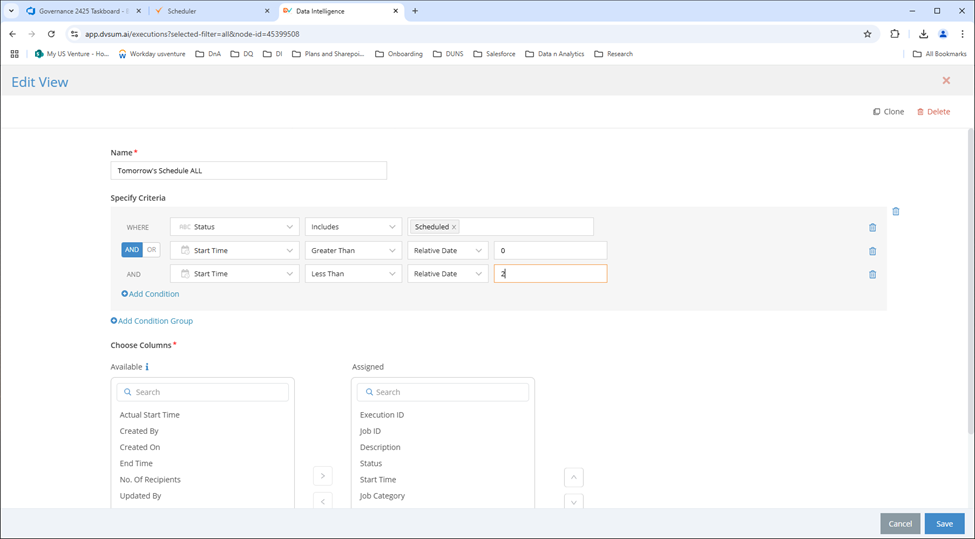 Governance 2425 Taskboard - B
Scheduler
Data Intelligence
app.dvsum.ai/executions?selected-filter=all&node-id=45399508
My US Venture - Ho...
Workday usventure
DnA
DQ
DI
Plans and Sharepoi...
Onboarding
DUNS
Salesforce
Data n Analytics
Research
All Bookmarks
Edit View
Clone
Delete
Name*
Tomorrow's Schedule ALL
Specify Criteria
WHERE ABC Status Includes Scheduled
AND OR Start Time Greater Than Relative Date 0
AND Start Time Less Than Relative Date 2
Add Condition
Add Condition Group
Choose Columns*
Available
Assigned
Search
Search
Actual Start Time
Created By
Created On
End Time
No. Of Recipients
Updated By
Execution ID
Job ID
Description
Status
Start Time
Job Category
Cancel
Save